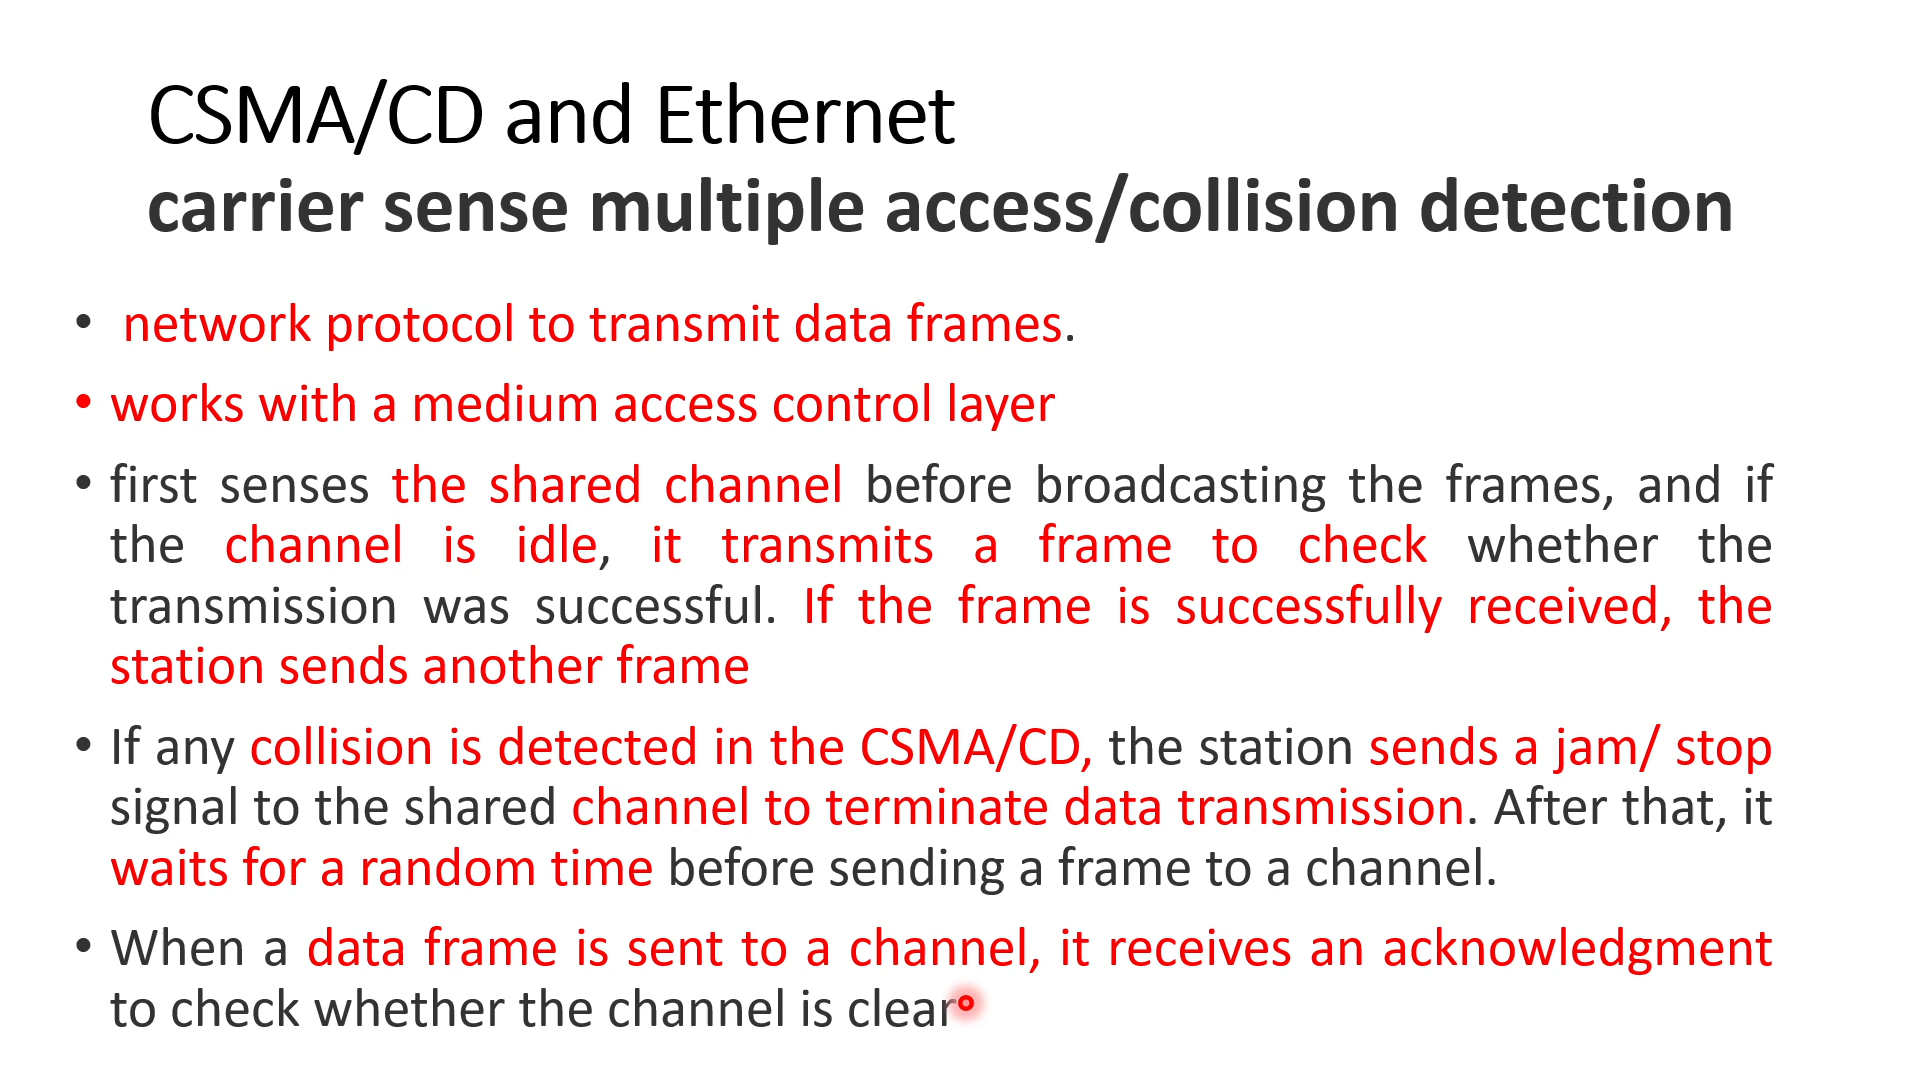 CSMA/CD and Ethernet
carrier sense multiple access/collision detection
• network protocol to transmit data frames.
• works with a medium access control layer
• first senses the shared channel before broadcasting the frames, and if
the channel is idle, it transmits a frame to check whether the
transmission was successful. If the frame is successfully received, the
station sends another frame
• If any collision is detected in the CSMA/CD, the station sends a jam/ stop
signal to the shared channel to terminate data transmission. After that, it
waits for a random time before sending a frame to a channel.
• When a data frame is sent to a channel, it receives an acknowledgment
to check whether the channel is clear